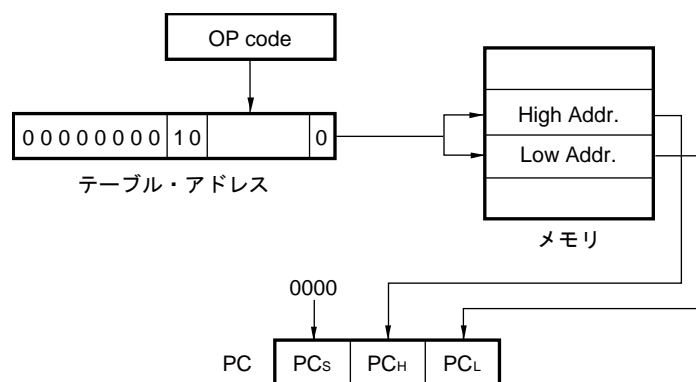 OP code
0 0 0 0 0 0 0 0 1 0 0
High Addr.
Low Addr.
テーブル・アドレス
メモリ
0000
PC PCS PCH PCL